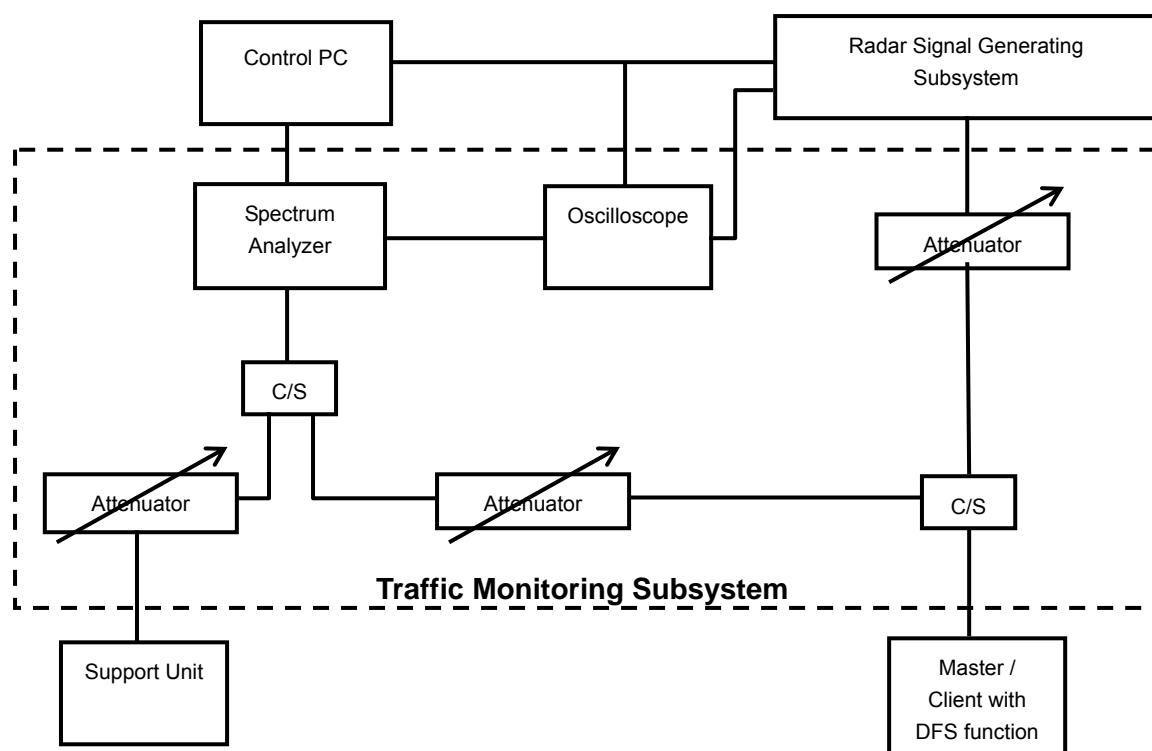 Control PC
Radar Signal Generating
Subsystem
Spectrum
Analyzer
Oscilloscope
Attenuator
C/S
Attenuator
Attenuator
C/S
Traffic Monitoring Subsystem
Support Unit
Master /
Client with
DFS function